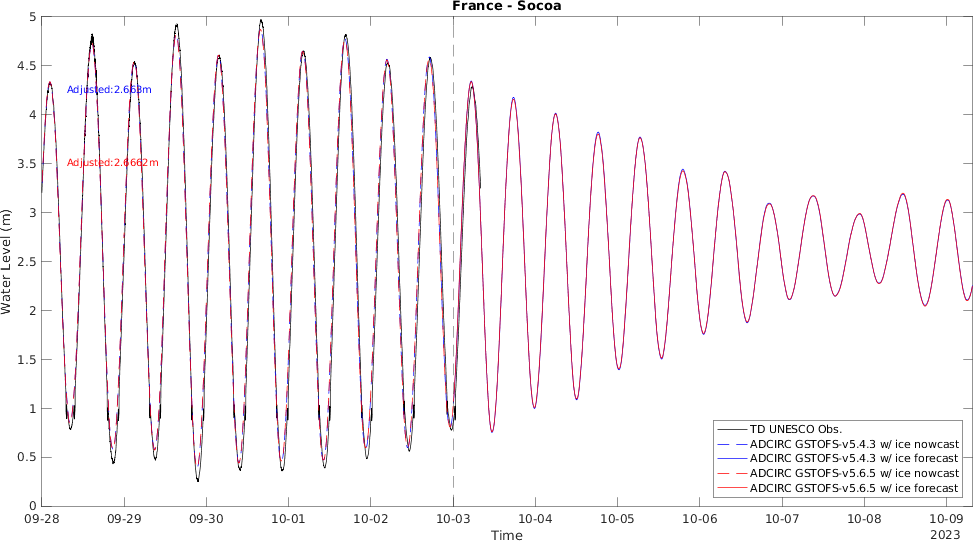 France - Socoa
Water Level (m)
5
4.5
4
3.5
3
2.5
2
1.5
1
0.5
0
Adjusted:2.663m
Adjusted:2.6662m
TD UNESCO Obs.
ADCIRC GSTOFS-v5.4.3 w/ ice nowcast
ADCIRC GSTOFS-v5.4.3 w/ ice forecast
ADCIRC GSTOFS-v5.6.5 w/ ice nowcast
ADCIRC GSTOFS-v5.6.5 w/ ice forecast
09-28 09-29 09-30 10-01 10-02 10-03 10-04 10-05 10-06 10-07 10-08 10-09
2023
Time